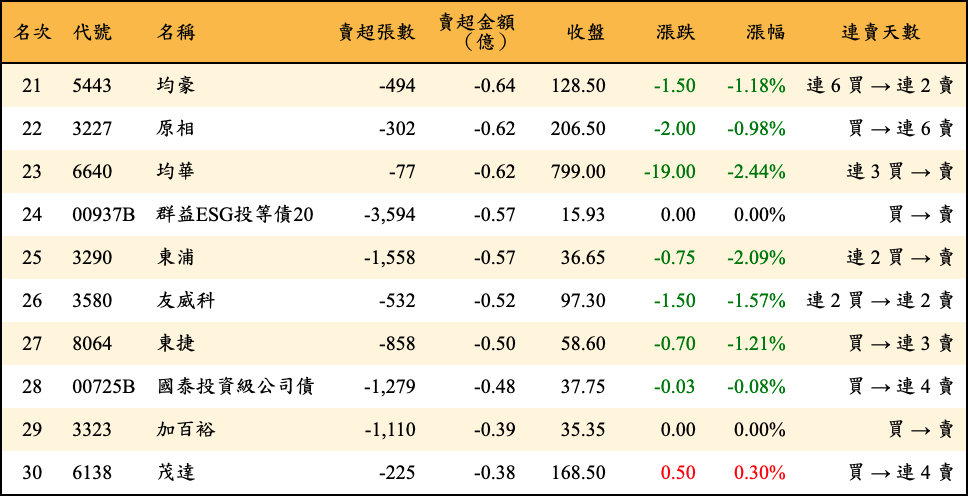 名次 代號 名稱 賣超張數 賣超金額（億） 收盤 漲跌 漲幅 連賣天數
21 5443 均豪 -494 -0.64 128.50 -1.50 -1.18% 連 6 買 → 連 2 賣
22 3227 原相 -302 -0.62 206.50 -2.00 -0.98% 買 → 連 6 賣
23 6640 均華 -77 -0.62 799.00 -19.00 -2.44% 連 3 買 → 賣
24 00937B 群益ESG投等債20 -3,594 -0.57 15.93 0.00 0.00% 買 → 賣
25 3290 東浦 -1,558 -0.57 36.65 -0.75 -2.09% 連 2 買 → 賣
26 3580 友威科 -532 -0.52 97.30 -1.50 -1.57% 連 2 買 → 連 2 賣
27 8064 東捷 -858 -0.50 58.60 -0.70 -1.21% 買 → 連 3 賣
28 00725B 國泰投資級公司債 -1,279 -0.48 37.75 -0.03 -0.08% 買 → 連 4 賣
29 3323 加百裕 -1,110 -0.39 35.35 0.00 0.00% 買 → 賣
30 6138 茂達 -225 -0.38 168.50 0.50 0.30% 買 → 連 4 賣